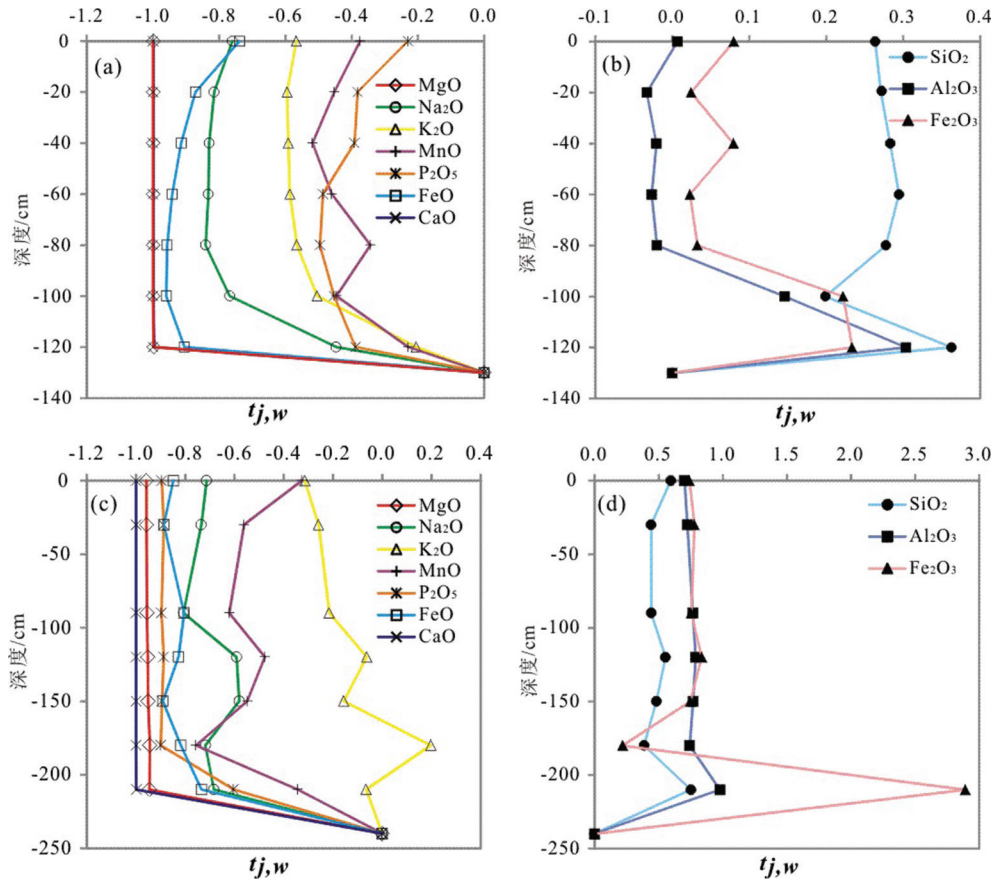 -1.2 -1.0 -0.8 -0.6 -0.4 -0.2 0.0
0
-20
-40
-60
-80
-100
-120
-140
深度/cm
(a)
MgO
Na₂O
K₂O
MnO
P₂O₅
FeO
CaO
tj,w
-0.1 0.0 0.1 0.2 0.3 0.4
0
-20
-40
-60
-80
-100
-120
-140
深度/cm
(b)
SiO₂
Al₂O₃
Fe₂O₃
tj,w
-1.2 -1.0 -0.8 -0.6 -0.4 -0.2 0.0 0.2 0.4
0
-50
-100
-150
-200
-250
深度/cm
(c)
MgO
Na₂O
K₂O
MnO
P₂O₅
FeO
CaO
tj,w
0.0 0.5 1.0 1.5 2.0 2.5 3.0
0
-50
-100
-150
-200
-250
深度/cm
(d)
SiO₂
Al₂O₃
Fe₂O₃
tj,w